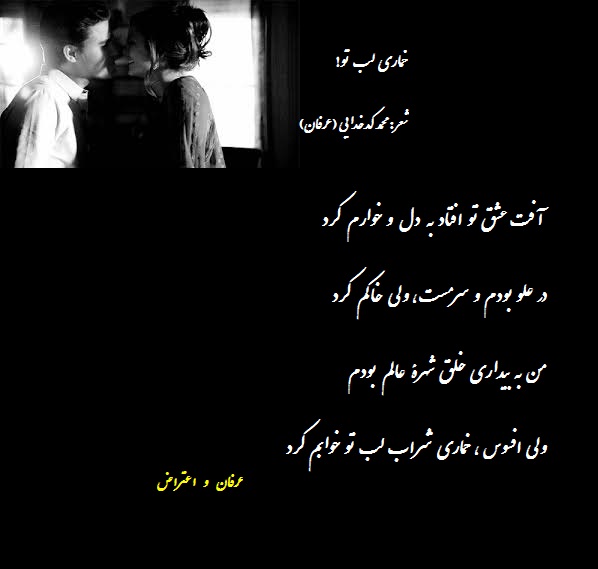 خماری لب تو!
شعر: محمد کدخدایی (عرفان)
آفت عشق تو افتاد به دل و خوارم کرد
در علو بودم و سرمست، ولی خاکم کرد
من به بیداری خلق شهرهٔ عالم بودم
ولی افسوس ، خماری شراب لب تو خوابم کرد
عرفان و اعتراض